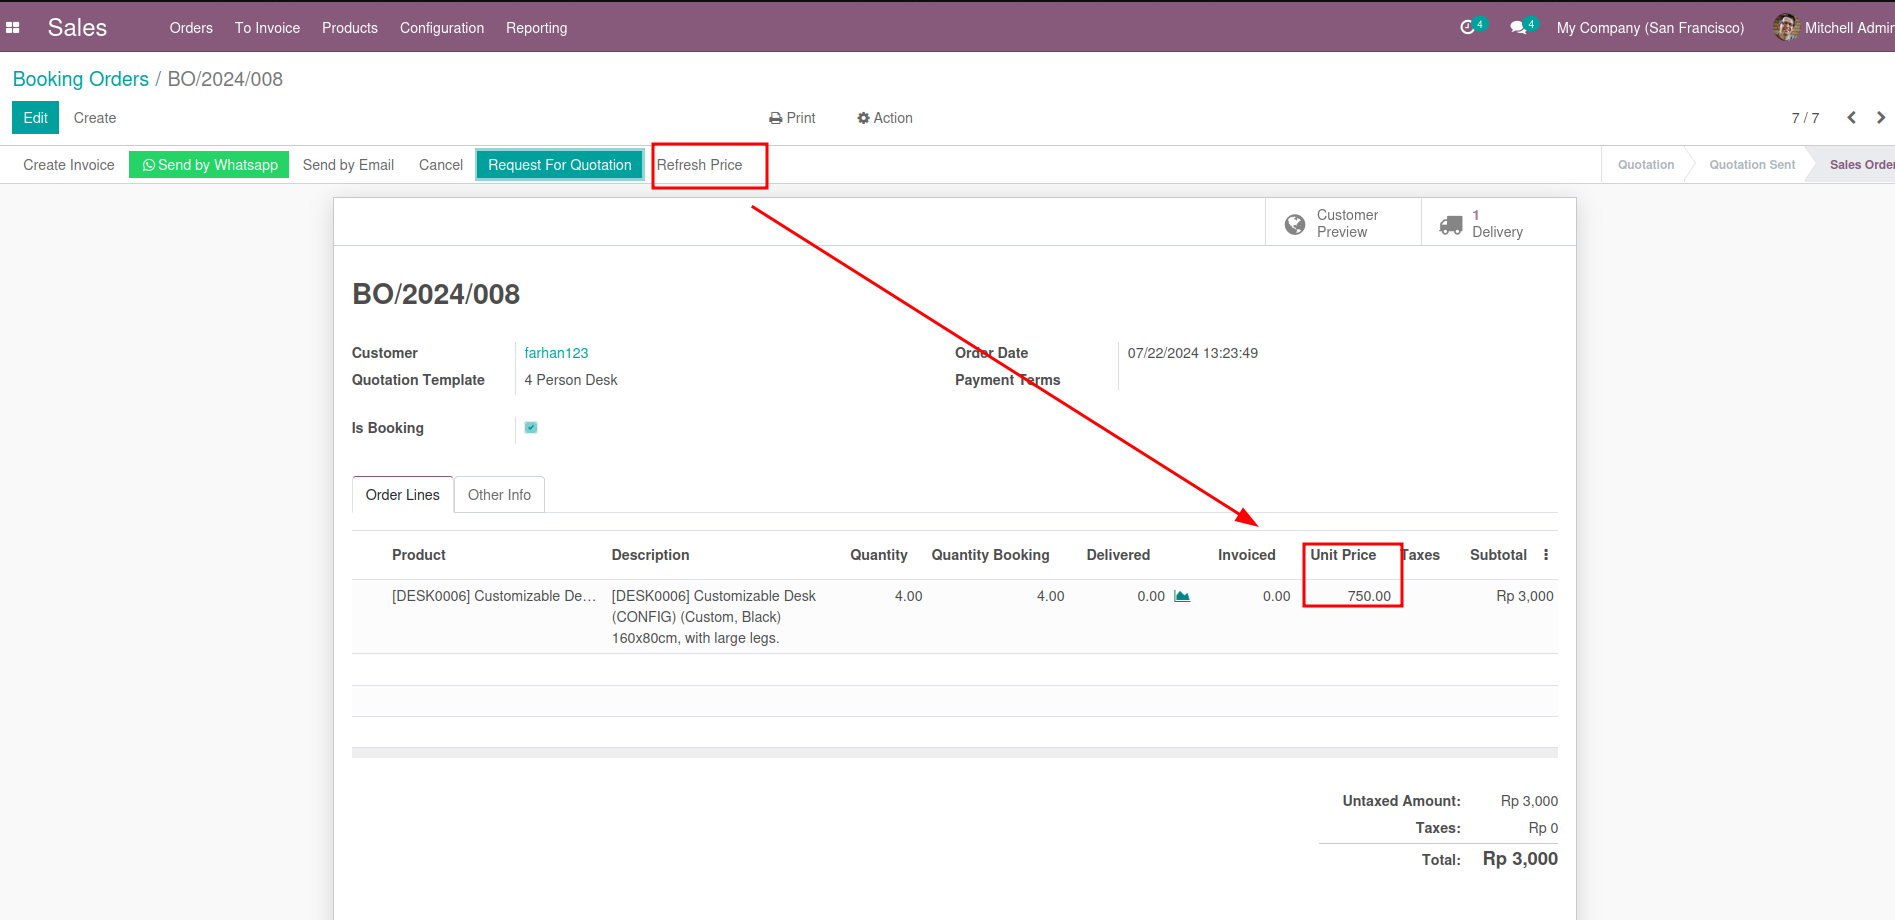 Sales Orders To Invoice Products Configuration Reporting 4 4 My Company (San Francisco) Mitchell Admin
Booking Orders / BO/2024/008
Edit Create Print Action 7 / 7
Create Invoice Send by Whatsapp Send by Email Cancel Request For Quotation Refresh Price Quotation Quotation Sent Sales Order
Customer Preview
1 Delivery
BO/2024/008
Customer farhan123 Order Date 07/22/2024 13:23:49
Quotation Template 4 Person Desk Payment Terms
Is Booking
Order Lines Other Info
Product Description Quantity Quantity Booking Delivered Invoiced Unit Price Taxes Subtotal
[DESK0006] Customizable De... [DESK0006] Customizable Desk 4.00 4.00 0.00 0.00 750.00 Rp 3,000
(CONFIG) (Custom, Black)
160x80cm, with large legs.
Untaxed Amount: Rp 3,000
Taxes: Rp 0
Total: Rp 3,000